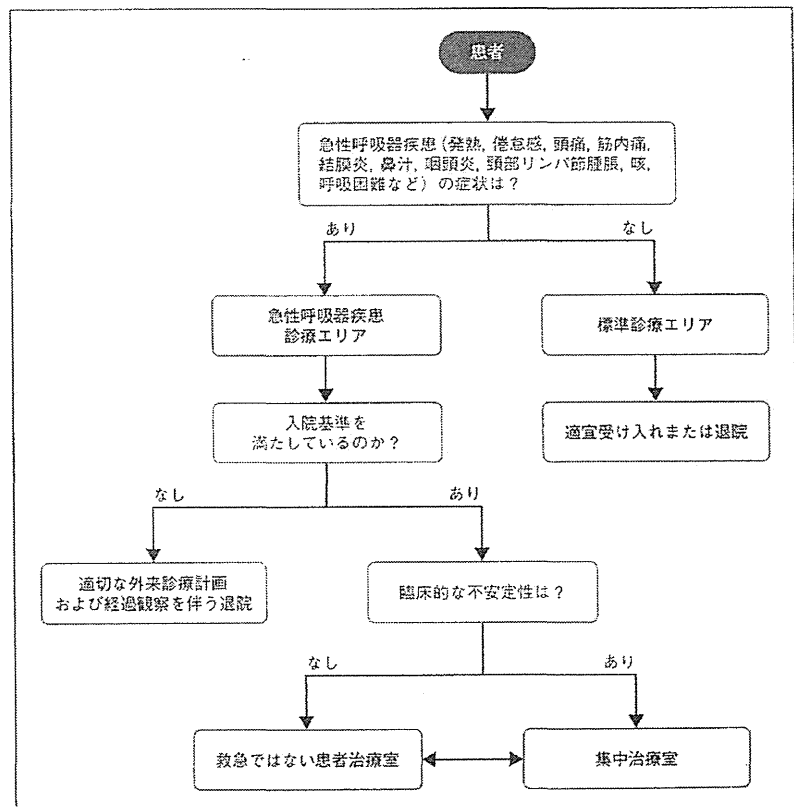 患者
急性呼吸器疾患（発熱, 倦怠感, 頭痛, 筋肉痛,
結膜炎, 鼻汁, 咽頭炎, 頸部リンパ節腫脹, 咳,
呼吸困難など）の症状は？
あり
なし
急性呼吸器疾患
診療エリア
標準診療エリア
入院基準を
満たしているのか？
適宜受け入れまたは退院
なし
あり
適切な外来診療計画
および経過観察を伴う退院
臨床的な不安定性は？
なし
あり
救急ではない患者治療室
集中治療室